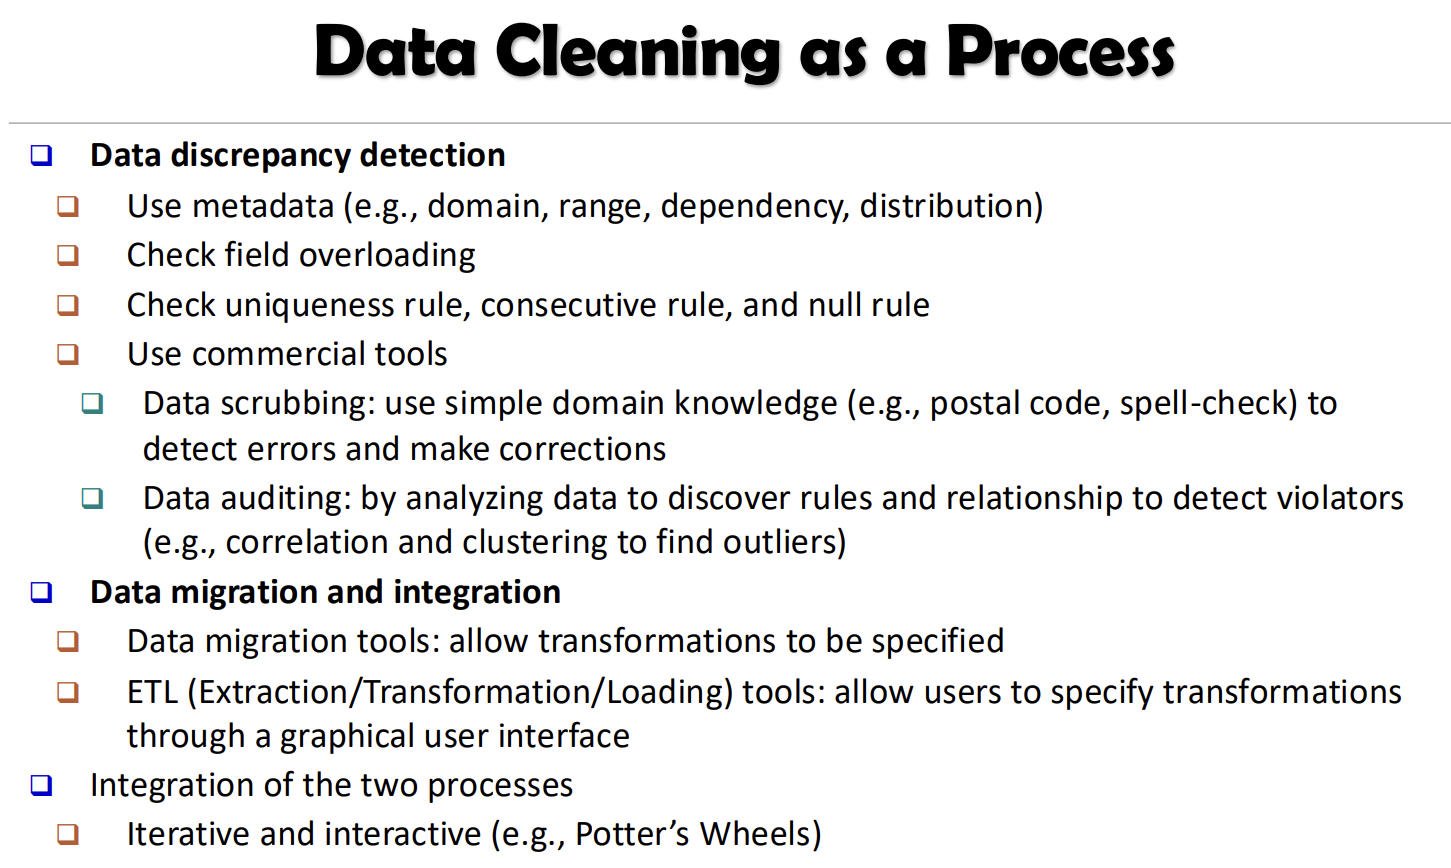 Data Cleaning as a Process
Data discrepancy detection
Use metadata (e.g., domain, range, dependency, distribution)
Check field overloading
Check uniqueness rule, consecutive rule, and null rule
Use commercial tools
Data scrubbing: use simple domain knowledge (e.g., postal code, spell-check) to
detect errors and make corrections
Data auditing: by analyzing data to discover rules and relationship to detect violators
(e.g., correlation and clustering to find outliers)
Data migration and integration
Data migration tools: allow transformations to be specified
ETL (Extraction/Transformation/Loading) tools: allow users to specify transformations
through a graphical user interface
Integration of the two processes
Iterative and interactive (e.g., Potter’s Wheels)